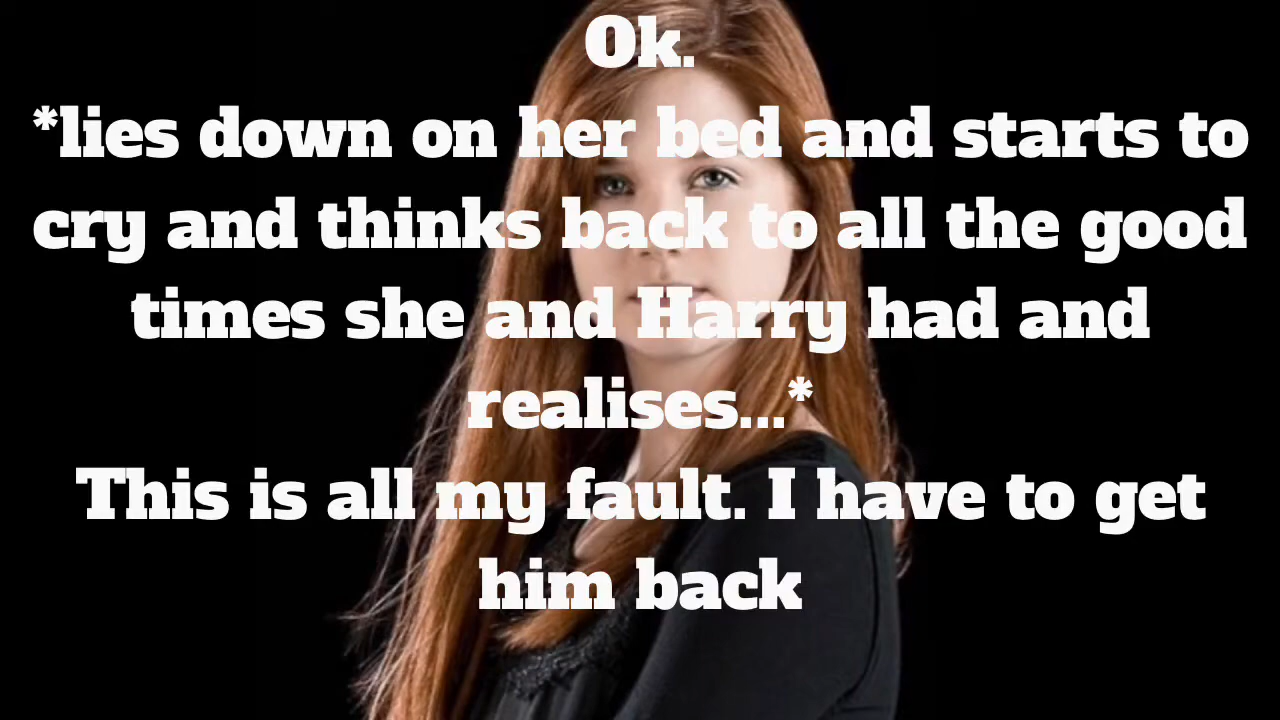 Ok.
*lies down on her bed and starts to
cry and thinks back to all the good
times she and Harry had and
realises...*
This is all my fault. I have to get
him back